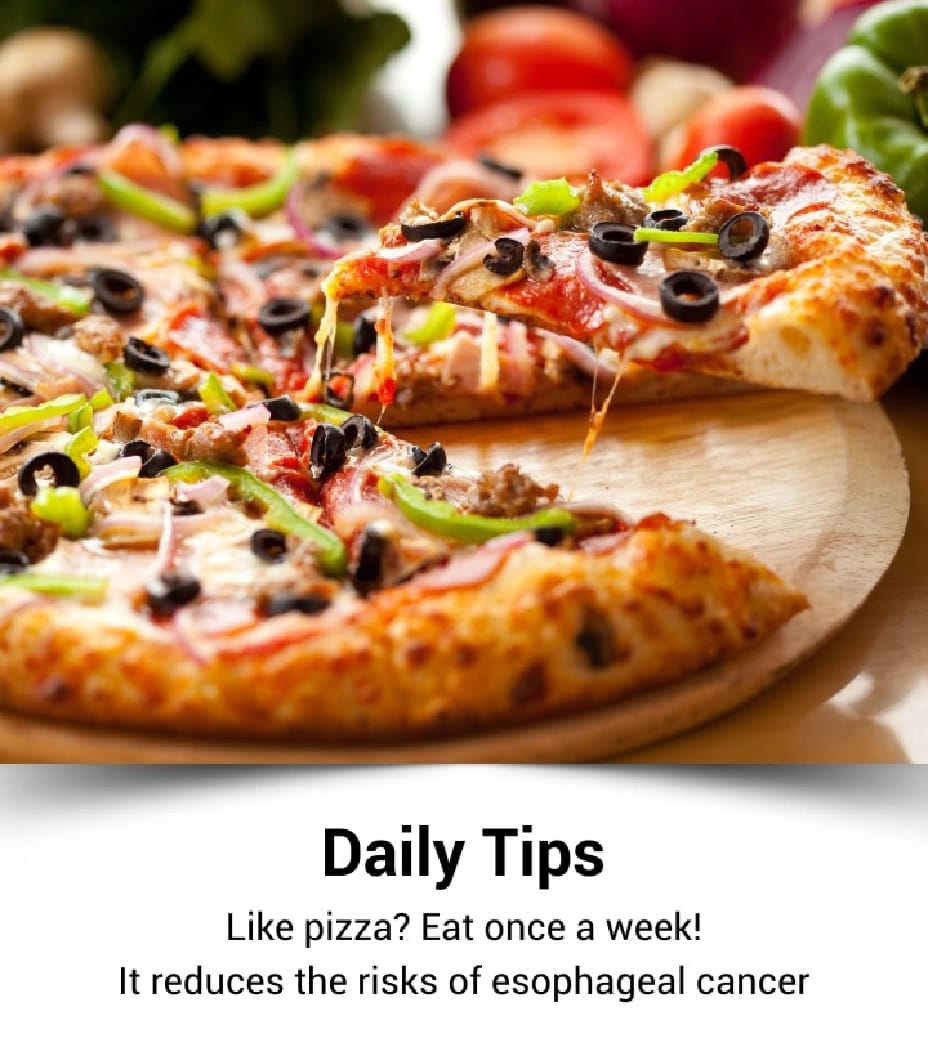 Daily Tips
Like pizza? Eat once a week!
It reduces the risks of esophageal cancer